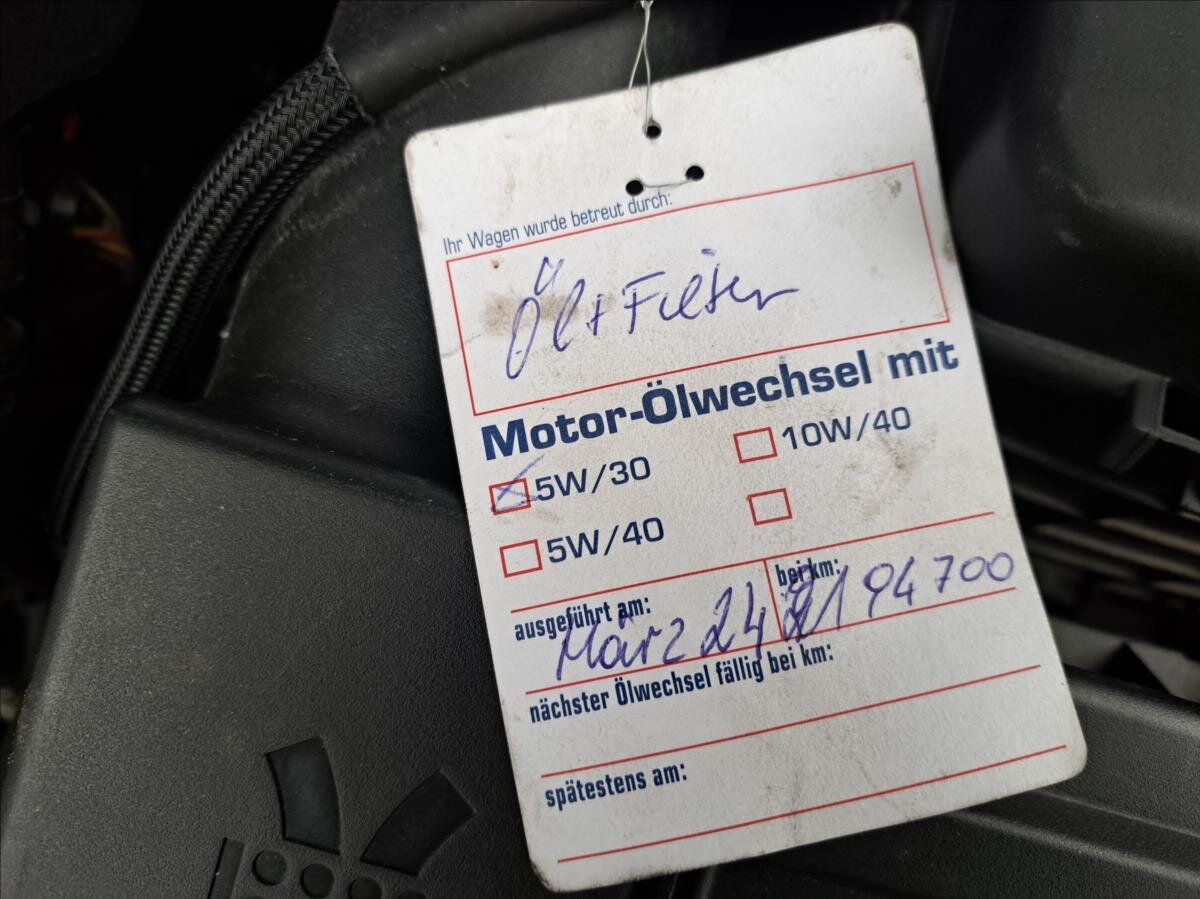 Ihr Wagen wurde betreut durch:
Öl + Filter
Motor-Ölwechsel mit
5W/30
10W/40
5W/40
ausgeführt am:
bei km:
März 24
194700
nächster Ölwechsel fällig bei km:
spätestens am: